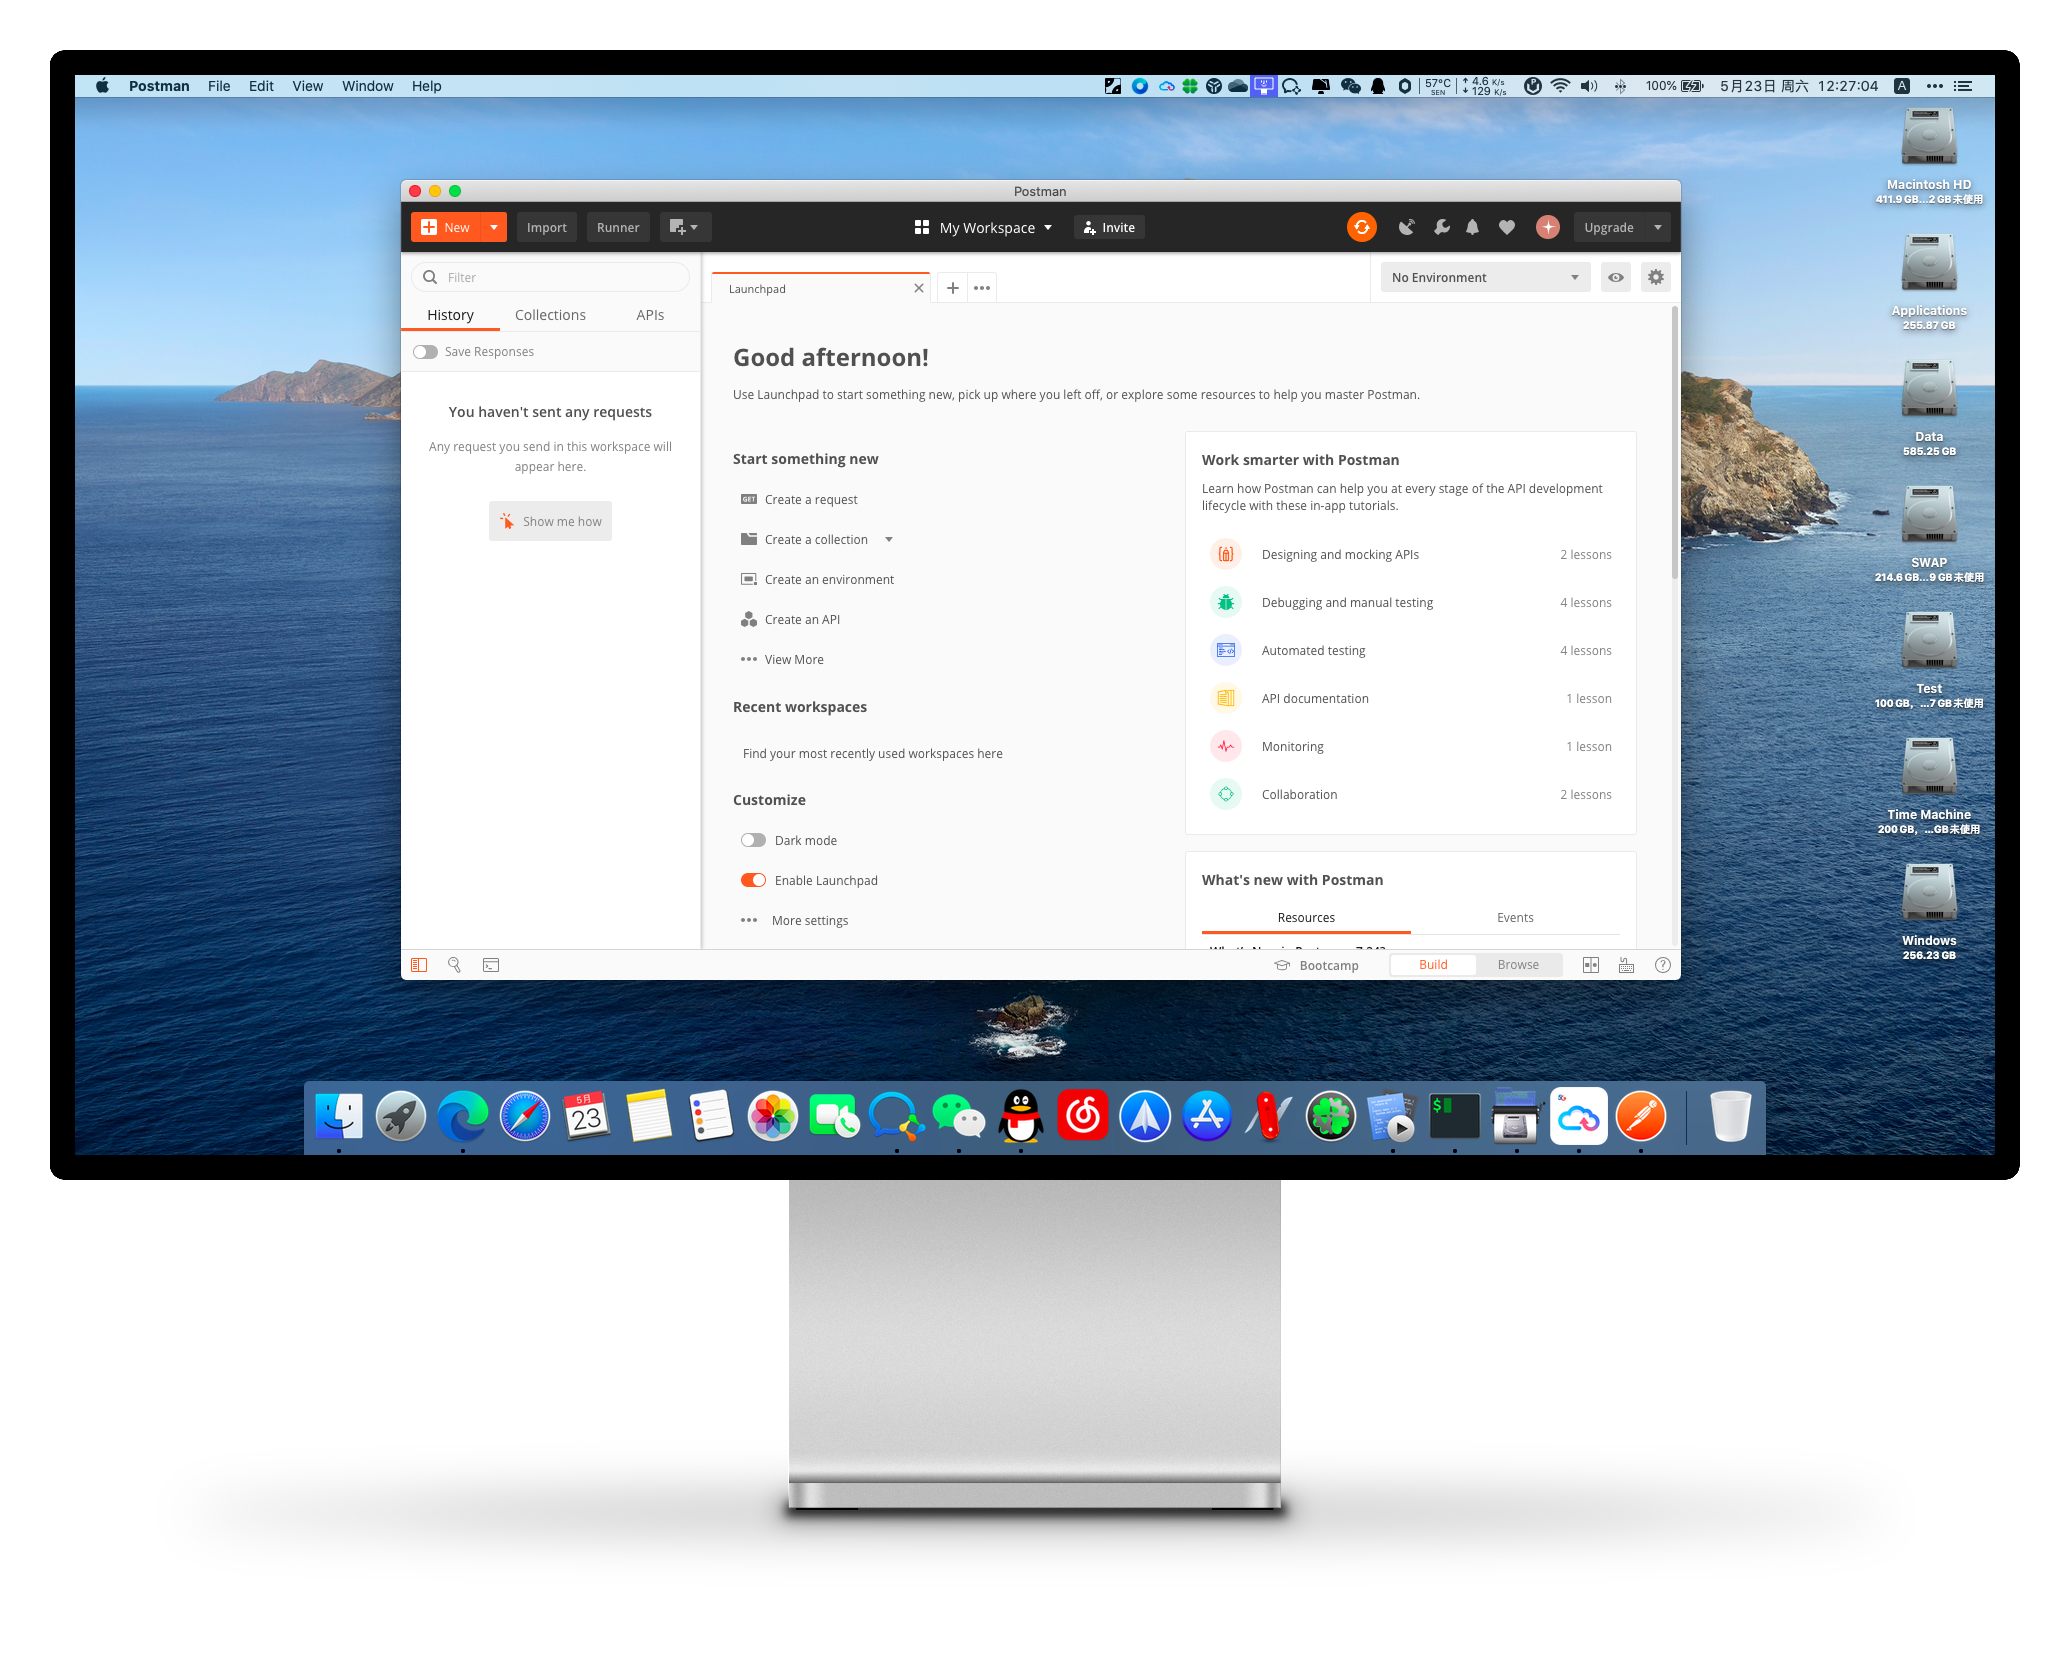 Postman File Edit View Window Help
57°C
SEN
4.6 K/s
129 K/s
100%
5月23日 周六 12:27:04
A
Macintosh HD
411.9 GB...2 GB 未使用
Applications
255.87 GB
Data
585.25 GB
SWAP
214.6 GB...9 GB 未使用
Test
100 GB, ...7 GB 未使用
Time Machine
200 GB, ...GB 未使用
Windows
256.23 GB
Postman
New Import Runner My Workspace Invite Upgrade
Filter
History Collections APIs
Save Responses
You haven't sent any requests
Any request you send in this workspace will
appear here.
Show me how
Launchpad
No Environment
Good afternoon!
Use Launchpad to start something new, pick up where you left off, or explore some resources to help you master Postman.
Start something new
GET Create a request
Create a collection
Create an environment
Create an API
View More
Recent workspaces
Find your most recently used workspaces here
Customize
Dark mode
Enable Launchpad
More settings
Work smarter with Postman
Learn how Postman can help you at every stage of the API development
lifecycle with these in-app tutorials.
Designing and mocking APIs 2 lessons
Debugging and manual testing 4 lessons
Automated testing 4 lessons
API documentation 1 lesson
Monitoring 1 lesson
Collaboration 2 lessons
What's new with Postman
Resources Events
Bootcamp Build Browse
5月
23
$